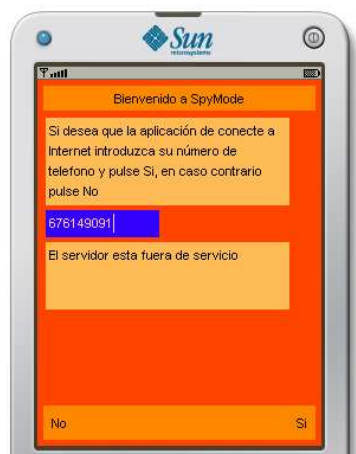 Sun
microsystems
Bienvenido a SpyMode
Si desea que la aplicación de conecte a
Internet introduzca su número de
telefono y pulse Si, en caso contrario
pulse No
676149091
El servidor esta fuera de servicio
No Si